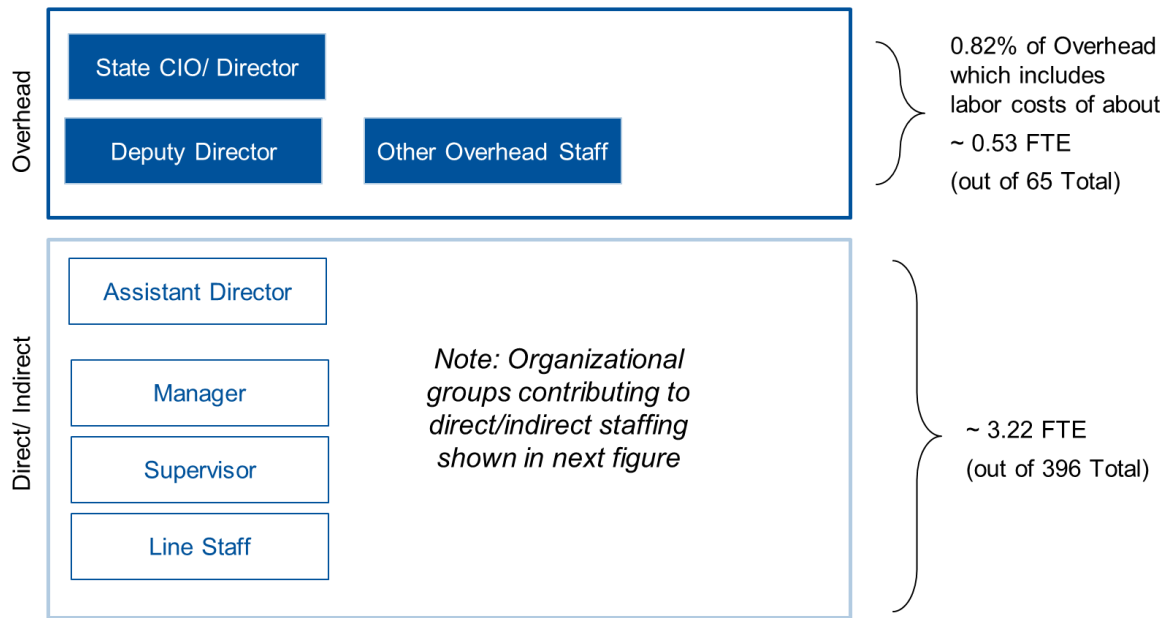 Overhead
State CIO/ Director
Deputy Director
Other Overhead Staff
0.82% of Overhead
which includes
labor costs of about
~ 0.53 FTE
(out of 65 Total)
Direct/ Indirect
Assistant Director
Manager
Supervisor
Line Staff
Note: Organizational
groups contributing to
direct/indirect staffing
shown in next figure
~ 3.22 FTE
(out of 396 Total)